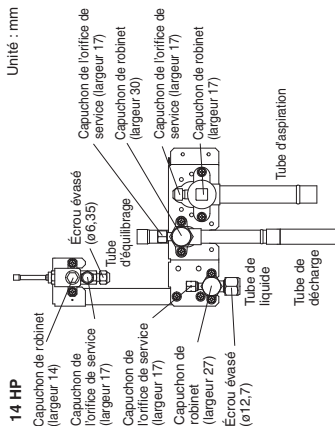 14 HP
Unité : mm
Capuchon de robinet
(largeur 14)
Capuchon de
l'orifice de service
(largeur 17)
Capuchon de
l'orifice de service
(largeur 17)
Capuchon de
robinet
(largeur 27)
Écrou évasé
(ø12,7)
Écrou évasé
(ø6,35)
Tube
d'équilibrage
Capuchon de l'orifice de
service (largeur 17)
Capuchon de robinet
(largeur 30)
Capuchon de l'orifice de
service (largeur 17)
Capuchon de robinet
(largeur 17)
Tube d'aspiration
Tube de
liquide
Tube de
décharge